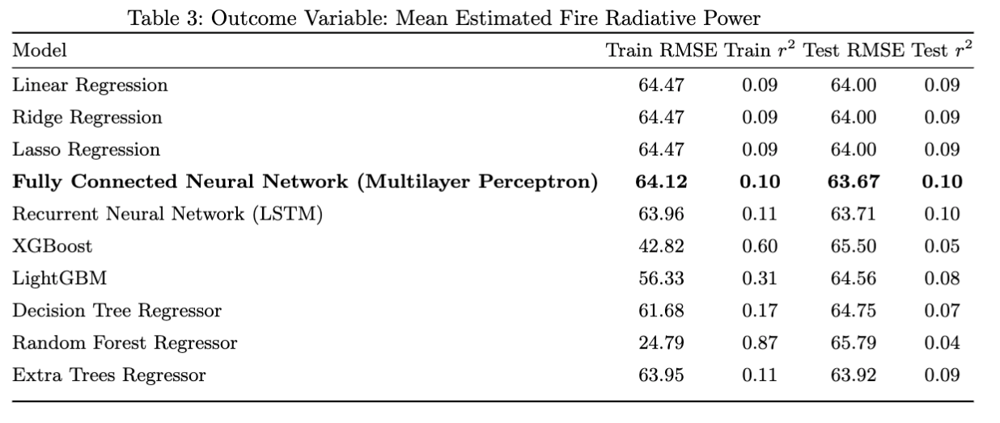 Table 3: Outcome Variable: Mean Estimated Fire Radiative Power
Model Train RMSE Train r² Test RMSE Test r²
Linear Regression 64.47 0.09 64.00 0.09
Ridge Regression 64.47 0.09 64.00 0.09
Lasso Regression 64.47 0.09 64.00 0.09
Fully Connected Neural Network (Multilayer Perceptron) 64.12 0.10 63.67 0.10
Recurrent Neural Network (LSTM) 63.96 0.11 63.71 0.10
XGBoost 42.82 0.60 65.50 0.05
LightGBM 56.33 0.31 64.56 0.08
Decision Tree Regressor 61.68 0.17 64.75 0.07
Random Forest Regressor 24.79 0.87 65.79 0.04
Extra Trees Regressor 63.95 0.11 63.92 0.09